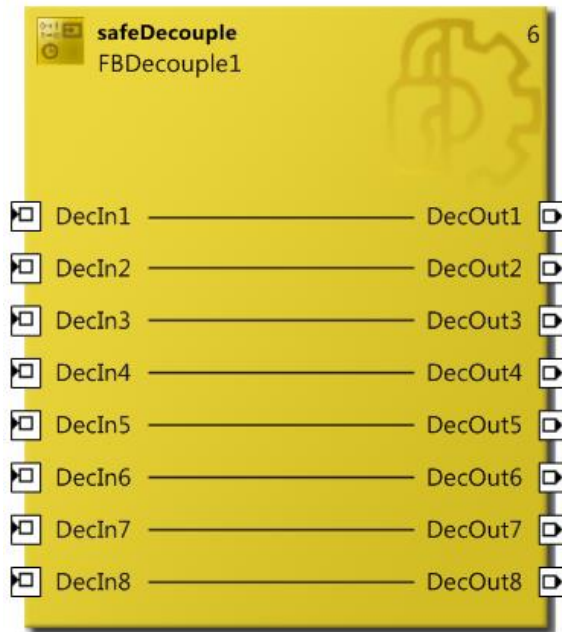 safeDecouple 6
FBDecouple1
DecIn1 DecOut1
DecIn2 DecOut2
DecIn3 DecOut3
DecIn4 DecOut4
DecIn5 DecOut5
DecIn6 DecOut6
DecIn7 DecOut7
DecIn8 DecOut8